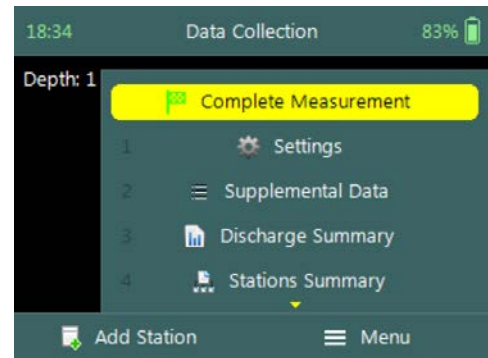 18:34 Data Collection 83%
Depth: 1
Complete Measurement
1 Settings
2 Supplemental Data
3 Discharge Summary
4 Stations Summary
Add Station Menu